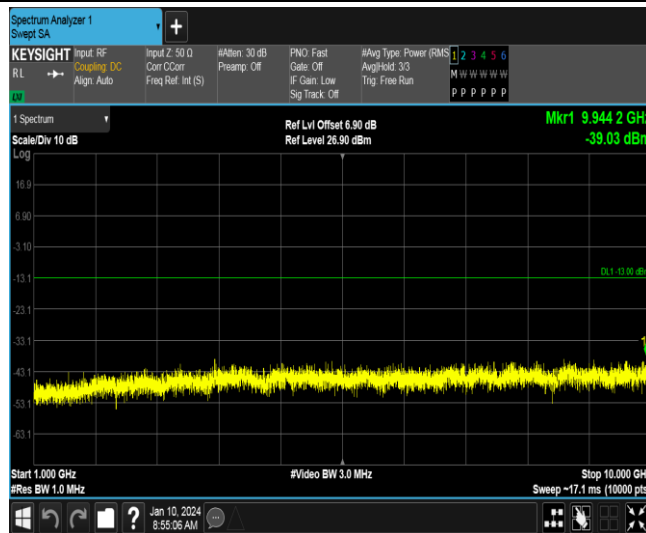 Spectrum Analyzer 1
Swept SA
+
KEYSIGHT
RL
Input: RF
Coupling: DC
Align: Auto
Input Z: 50 Ω
Corr CCorr
Freq Ref: Int (S)
#Atten: 30 dB
Preamp: Off
PNO: Fast
Gate: Off
IF Gain: Low
Sig Track: Off
#Avg Type: Power (RMS
Avg|Hold: 3/3
Trig: Free Run
1 2 3 4 5 6
M W W W W W
P P P P P P
1 Spectrum
Scale/Div 10 dB
Log
Ref Lvl Offset 6.90 dB
Ref Level 26.90 dBm
Mkr1 9.944 2 GHz
-39.03 dBm
16.9
6.90
-3.10
-13.1
DL1 -13.00 dBm
-23.1
-33.1
1
-43.1
-53.1
-63.1
Start 1.000 GHz
#Res BW 1.0 MHz
#Video BW 3.0 MHz
Stop 10.000 GHz
Sweep ~17.1 ms (10000 pts)
?
Jan 10, 2024
8:55:06 AM